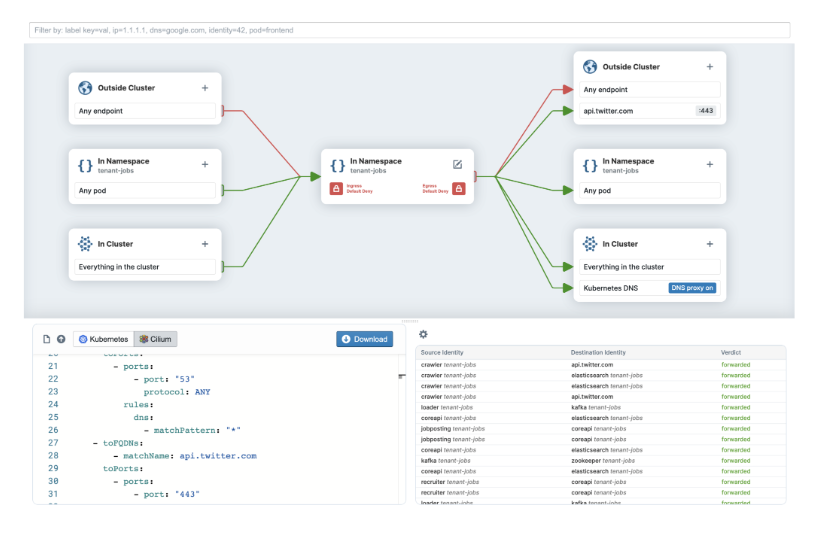 Filter by: label key=val, ip=1.1.1.1, dns=google.com, identity=42, pod=frontend
Outside Cluster +
Any endpoint
In Namespace +
tenant-jobs
Any pod
In Cluster +
Everything in the cluster
{} In Namespace
tenant-jobs
Ingress
Default Deny
Egress
Default Deny
Outside Cluster +
Any endpoint
api.twitter.com :443
{} In Namespace +
tenant-jobs
Any pod
In Cluster +
Everything in the cluster
Kubernetes DNS DNS proxy on
Kubernetes Cilium Download
21 - ports:
22 - port: "53"
23 protocol: ANY
24 rules:
25 dns:
26 - matchPattern: "*"
27 - toFQDNs:
28 - matchName: api.twitter.com
29 toPorts:
30 - ports:
31 - port: "443"
Source Identity Destination Identity Verdict
crawler tenant-jobs api.twitter.com forwarded
crawler tenant-jobs elasticsearch tenant-jobs forwarded
crawler tenant-jobs elasticsearch tenant-jobs forwarded
crawler tenant-jobs api.twitter.com forwarded
loader tenant-jobs kafka tenant-jobs forwarded
coreapi tenant-jobs elasticsearch tenant-jobs forwarded
jobposting tenant-jobs coreapi tenant-jobs forwarded
jobposting tenant-jobs coreapi tenant-jobs forwarded
coreapi tenant-jobs elasticsearch tenant-jobs forwarded
kafka tenant-jobs zookeeper tenant-jobs forwarded
coreapi tenant-jobs elasticsearch tenant-jobs forwarded
recruiter tenant-jobs coreapi tenant-jobs forwarded
recruiter tenant-jobs coreapi tenant-jobs forwarded
loader tenant-jobs kafka tenant-jobs forwarded